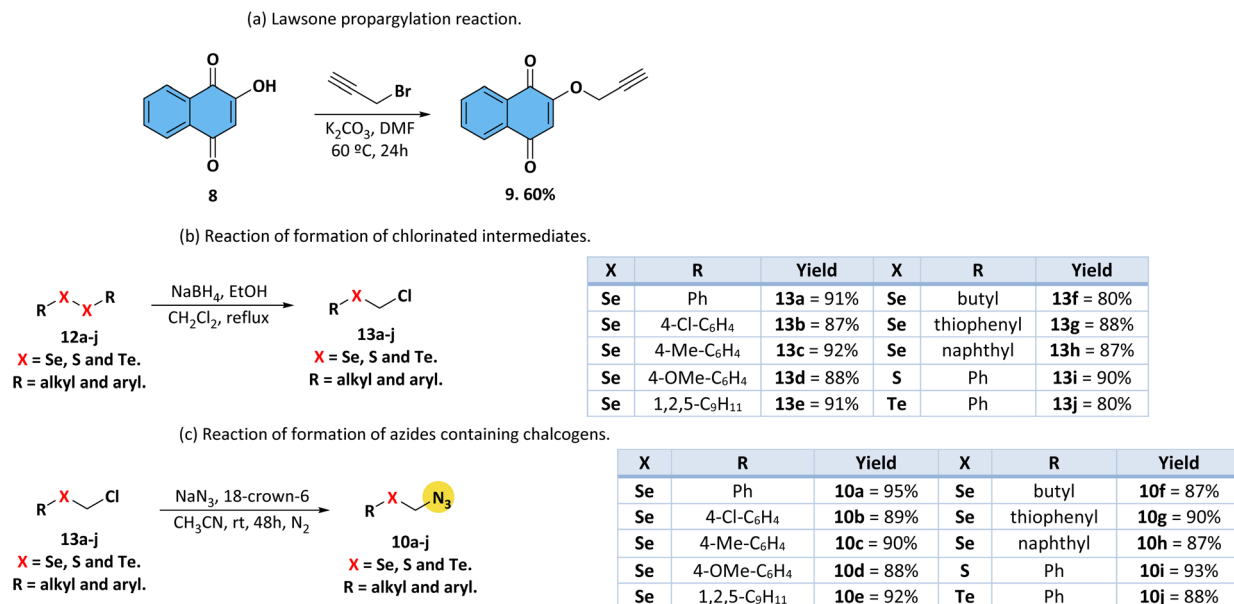 (a) Lawsone propargylation reaction.
O
OH
O
8
Br
K₂CO₃, DMF
60 ºC, 24h
O
O
O
9. 60%
(b) Reaction of formation of chlorinated intermediates.
R X X R
12a-j
X = Se, S and Te.
R = alkyl and aryl.
NaBH₄, EtOH
CH₂Cl₂, reflux
R X Cl
13a-j
X = Se, S and Te.
R = alkyl and aryl.
X R Yield X R Yield
Se Ph 13a = 91% Se butyl 13f = 80%
Se 4-Cl-C₆H₄ 13b = 87% Se thiophenyl 13g = 88%
Se 4-Me-C₆H₄ 13c = 92% Se naphthyl 13h = 87%
Se 4-OMe-C₆H₄ 13d = 88% S Ph 13i = 90%
Se 1,2,5-C₉H₁₁ 13e = 91% Te Ph 13j = 80%
(c) Reaction of formation of azides containing chalcogens.
R X Cl
13a-j
X = Se, S and Te.
R = alkyl and aryl.
NaN₃, 18-crown-6
CH₃CN, rt, 48h, N₂
R X N₃
10a-j
X = Se, S and Te.
R = alkyl and aryl.
X R Yield X R Yield
Se Ph 10a = 95% Se butyl 10f = 87%
Se 4-Cl-C₆H₄ 10b = 89% Se thiophenyl 10g = 90%
Se 4-Me-C₆H₄ 10c = 90% Se naphthyl 10h = 87%
Se 4-OMe-C₆H₄ 10d = 88% S Ph 10i = 93%
Se 1,2,5-C₉H₁₁ 10e = 92% Te Ph 10j = 88%